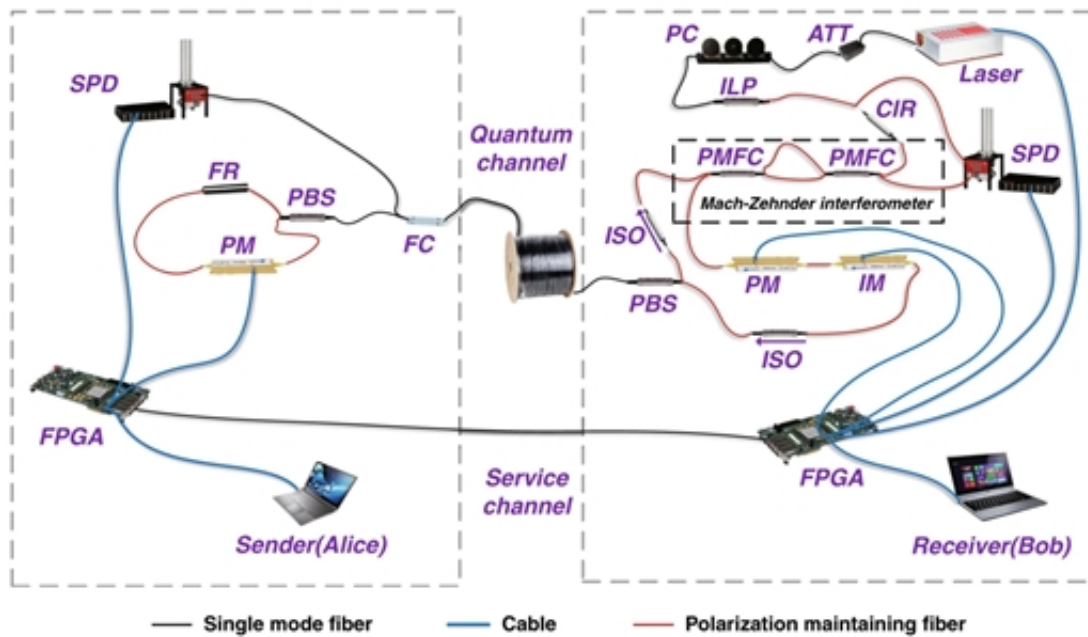 PC
ATT
Laser
SPD
ILP
CIR
Quantum
channel
PMFC
PMFC
SPD
FR
PBS
Mach-Zehnder interferometer
FC
ISO
PM
PBS
PM
IM
ISO
FPGA
FPGA
Service
channel
Sender(Alice)
Receiver(Bob)
Single mode fiber
Cable
Polarization maintaining fiber